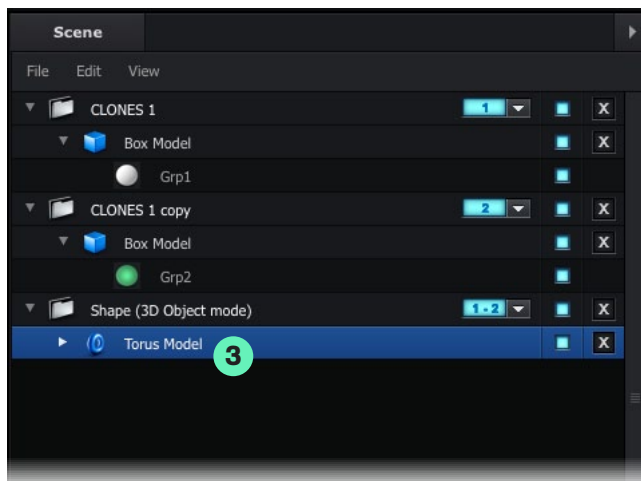 Scene
File Edit View
CLONES 1 1 X
Box Model X
Grp1
CLONES 1 copy 2 X
Box Model X
Grp2
Shape (3D Object mode) 1 - 2 X
Torus Model 3 X